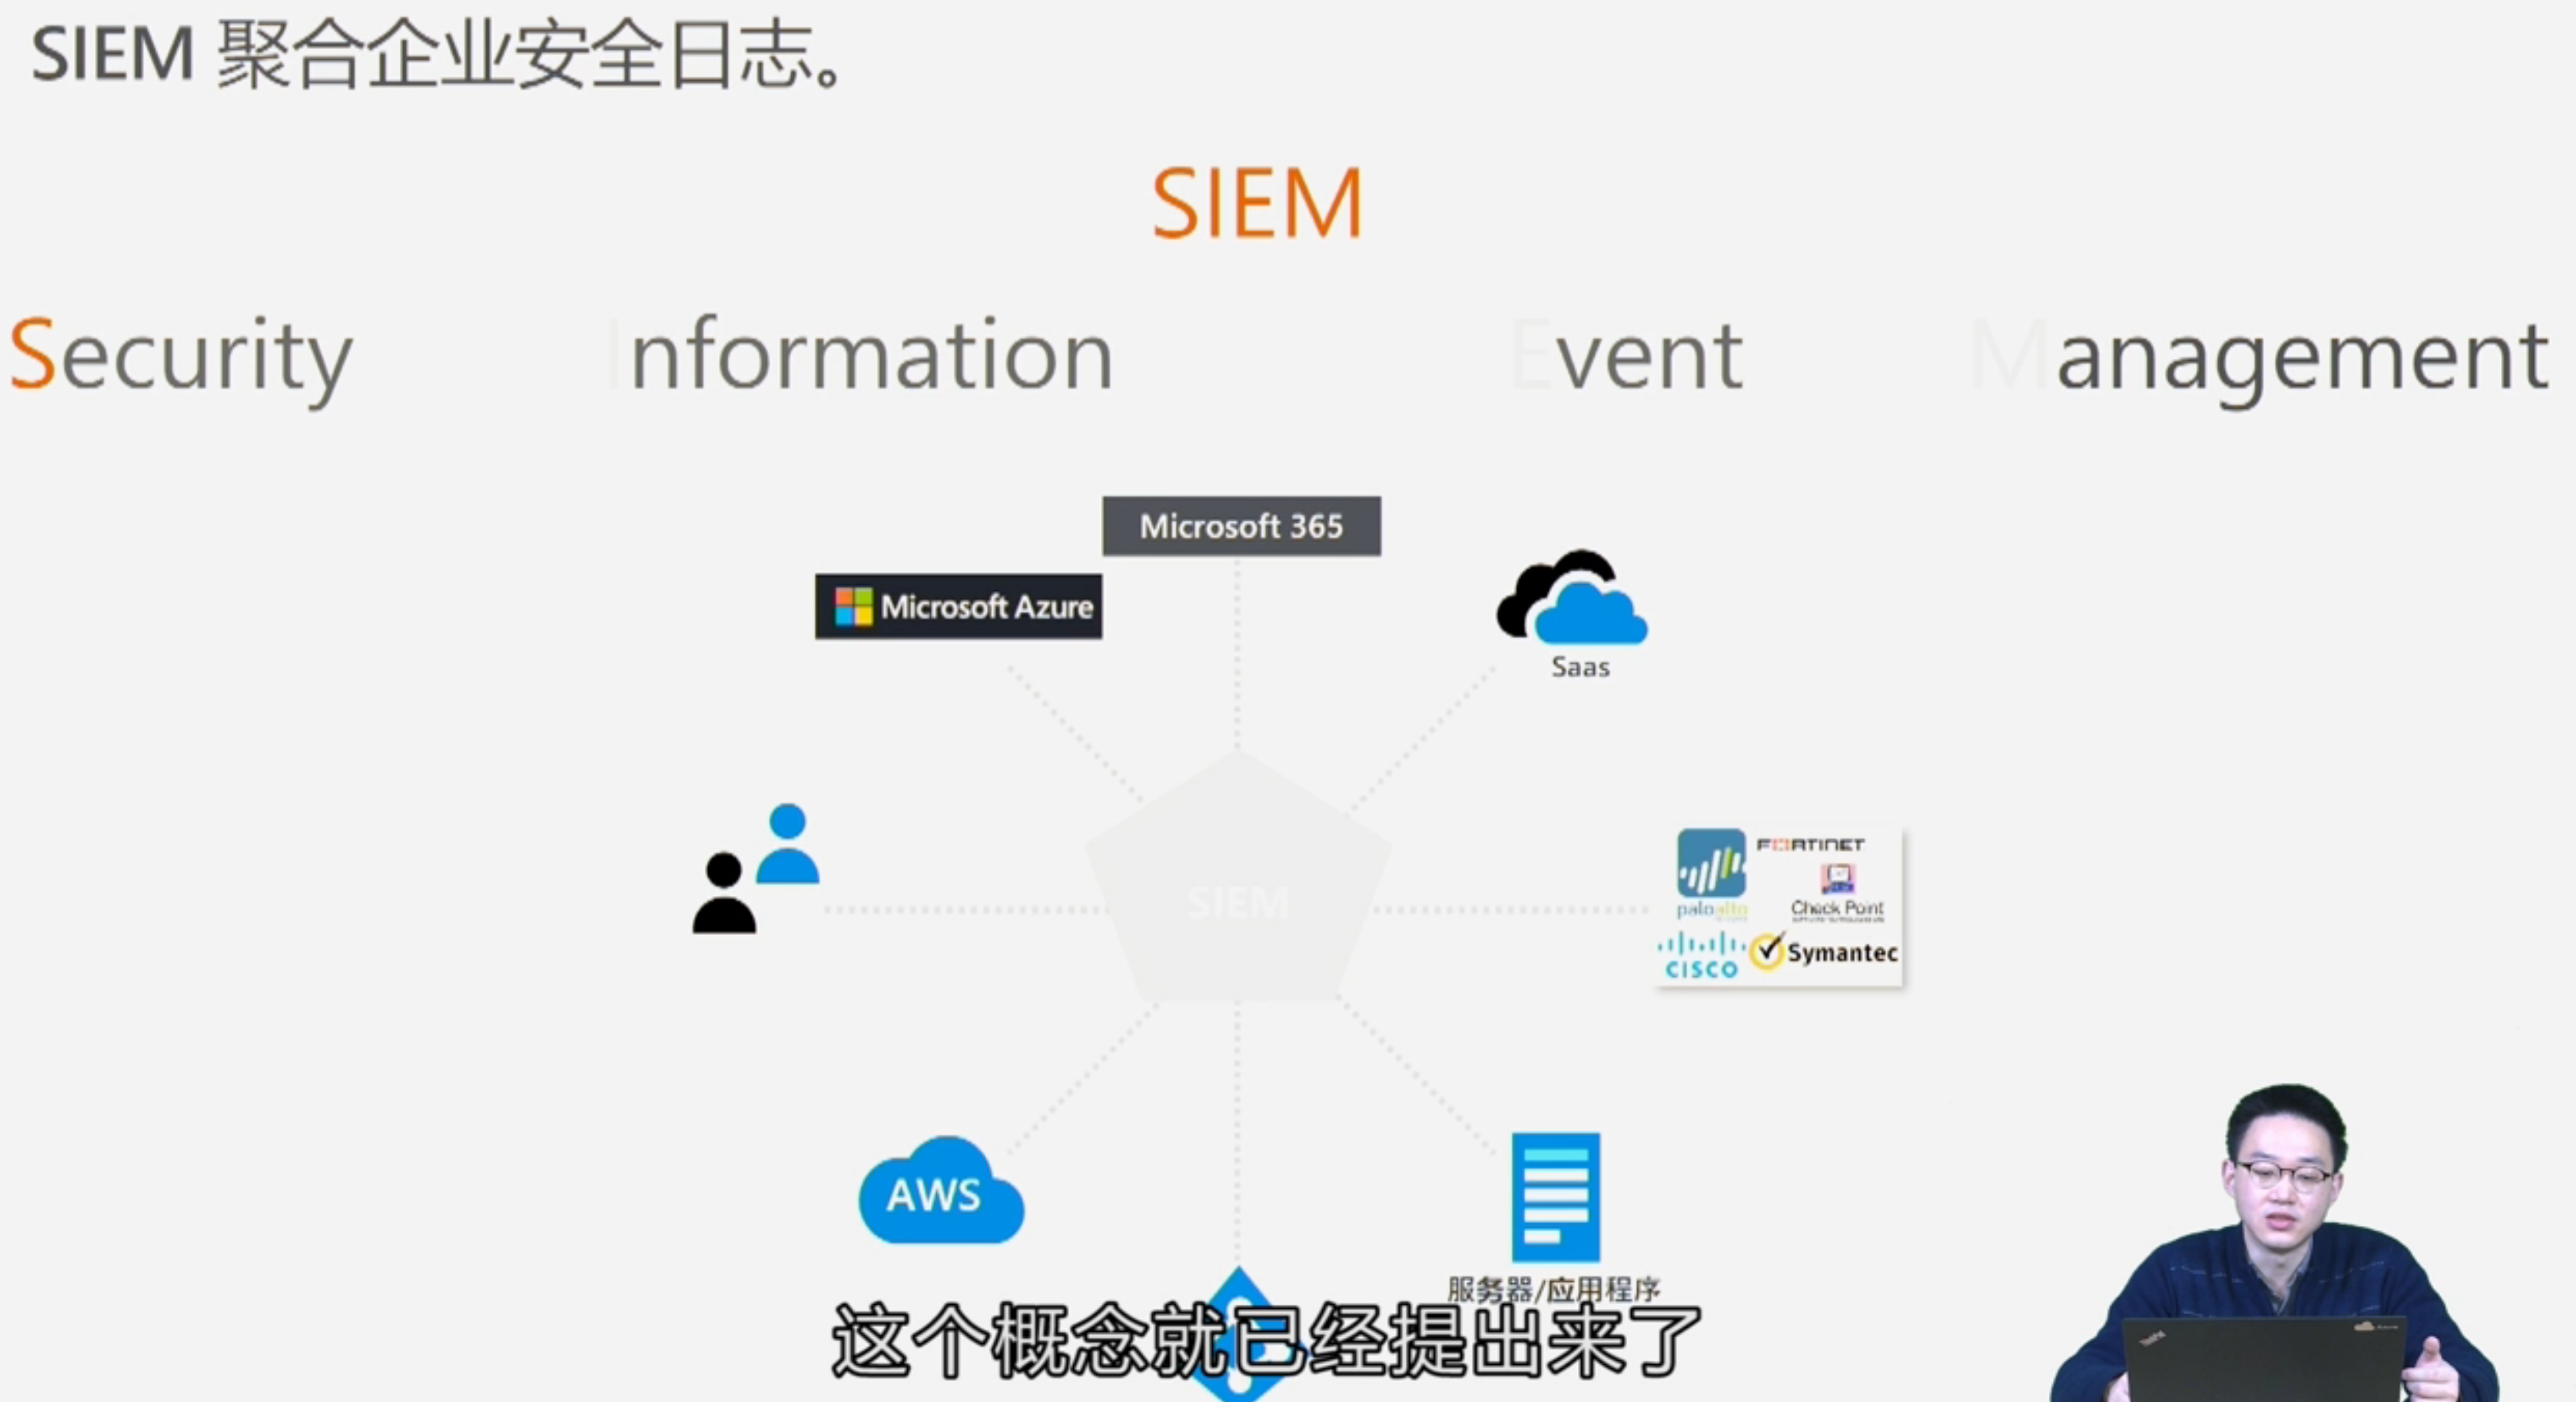 SIEM 聚合企业安全日志。
SIEM
Security Information Event Management
Microsoft 365
Microsoft Azure
Saas
SIEM
paloalto
FORTINET
Check Point
CISCO
Symantec
AWS
服务器/应用程序
这个概念就已经提出来了
ThinkPad